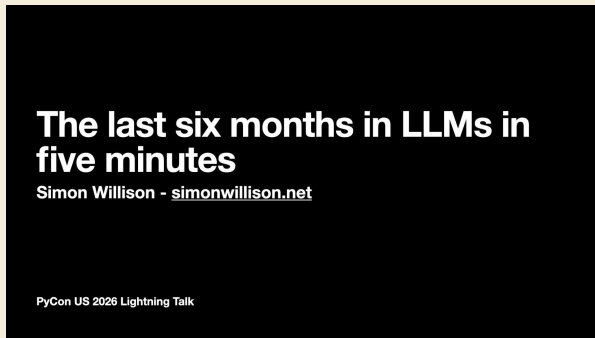 The last six months in LLMs in
five minutes
Simon Willison - simonwillison.net
PyCon US 2026 Lightning Talk